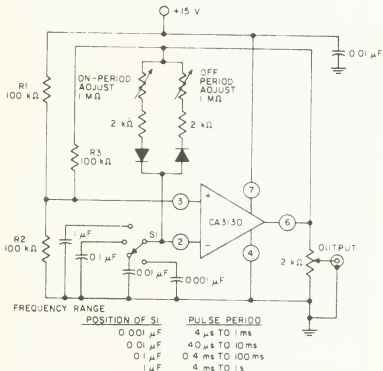 +15 V
0.01 µF
R1
100 kΩ
ON-PERIOD
ADJUST
1 MΩ
OFF
PERIOD
ADJUST
1 MΩ
2 kΩ
2 kΩ
R3
100 kΩ
3
+
7
CA3130
6
2
−
4
R2
100 kΩ
1 µF
0.1 µF
S1
0.01 µF
0.001 µF
2 kΩ
OUTPUT
FREQUENCY RANGE
POSITION OF S1 PULSE PERIOD
0.001 µF 4 µs TO 1 ms
0.01 µF 40 µs TO 10 ms
0.1 µF 0.4 ms TO 100 ms
1 µF 4 ms TO 1 s